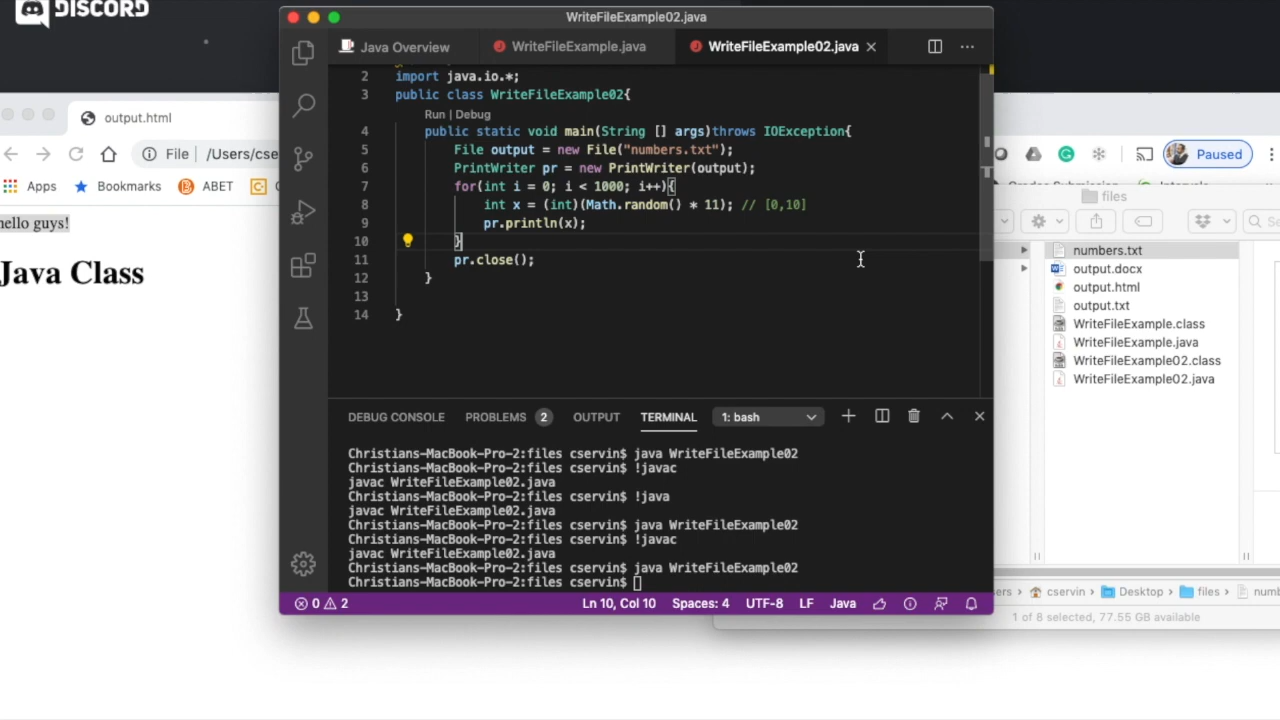 DISCORD
WriteFileExample02.java
Java Overview
WriteFileExample.java
WriteFileExample02.java
2 import java.io.*;
3 public class WriteFileExample02{
Run | Debug
4 public static void main(String [] args)throws IOException{
5 File output = new File("numbers.txt");
6 PrintWriter pr = new PrintWriter(output);
7 for(int i = 0; i < 1000; i++){
8 int x = (int)(Math.random() * 11); // [0,10]
9 pr.println(x);
10 }
11 pr.close();
12 }
13
14 }
DEBUG CONSOLE PROBLEMS 2 OUTPUT TERMINAL 1: bash
Christians-MacBook-Pro-2:files cservin$ java WriteFileExample02
Christians-MacBook-Pro-2:files cservin$ !javac
javac WriteFileExample02.java
Christians-MacBook-Pro-2:files cservin$ !java
javac WriteFileExample02.java
Christians-MacBook-Pro-2:files cservin$ java WriteFileExample02
Christians-MacBook-Pro-2:files cservin$ !javac
javac WriteFileExample02.java
Christians-MacBook-Pro-2:files cservin$ java WriteFileExample02
Christians-MacBook-Pro-2:files cservin$
0 2 Ln 10, Col 10 Spaces: 4 UTF-8 LF Java
output.html
File /Users/cse
Paused
Apps Bookmarks ABET
hello guys!
Java Class
files
numbers.txt
output.docx
output.html
output.txt
WriteFileExample.class
WriteFileExample.java
WriteFileExample02.class
WriteFileExample02.java
ers › cservin › Desktop › files › numb
1 of 8 selected, 77.55 GB available